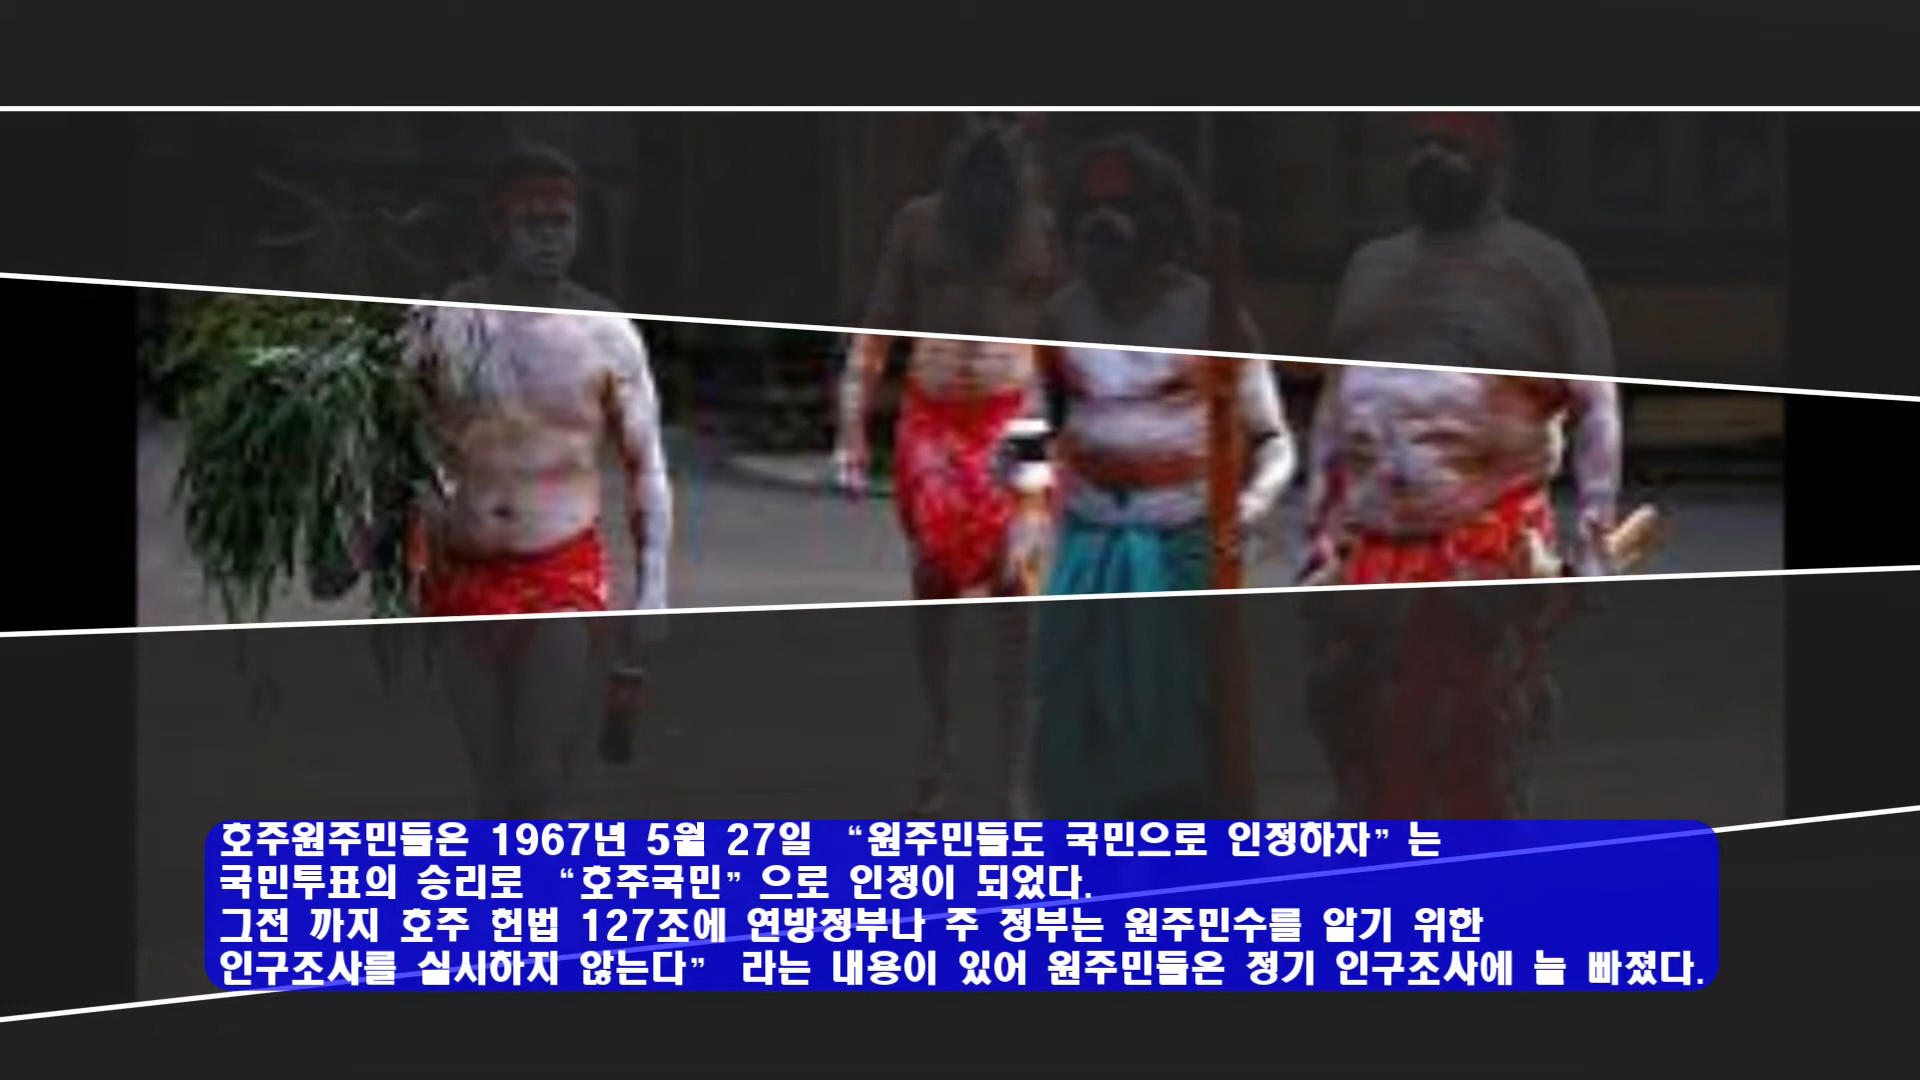 호주원주민들은 1967년 5월 27일 “원주민들도 국민으로 인정하자” 는
국민투표의 승리로 “호주국민” 으로 인정이 되었다.
그전 까지 호주 헌법 127조에 연방정부나 주 정부는 원주민수를 알기 위한
인구조사를 실시하지 않는다” 라는 내용이 있어 원주민들은 정기 인구조사에 늘 빠졌다.